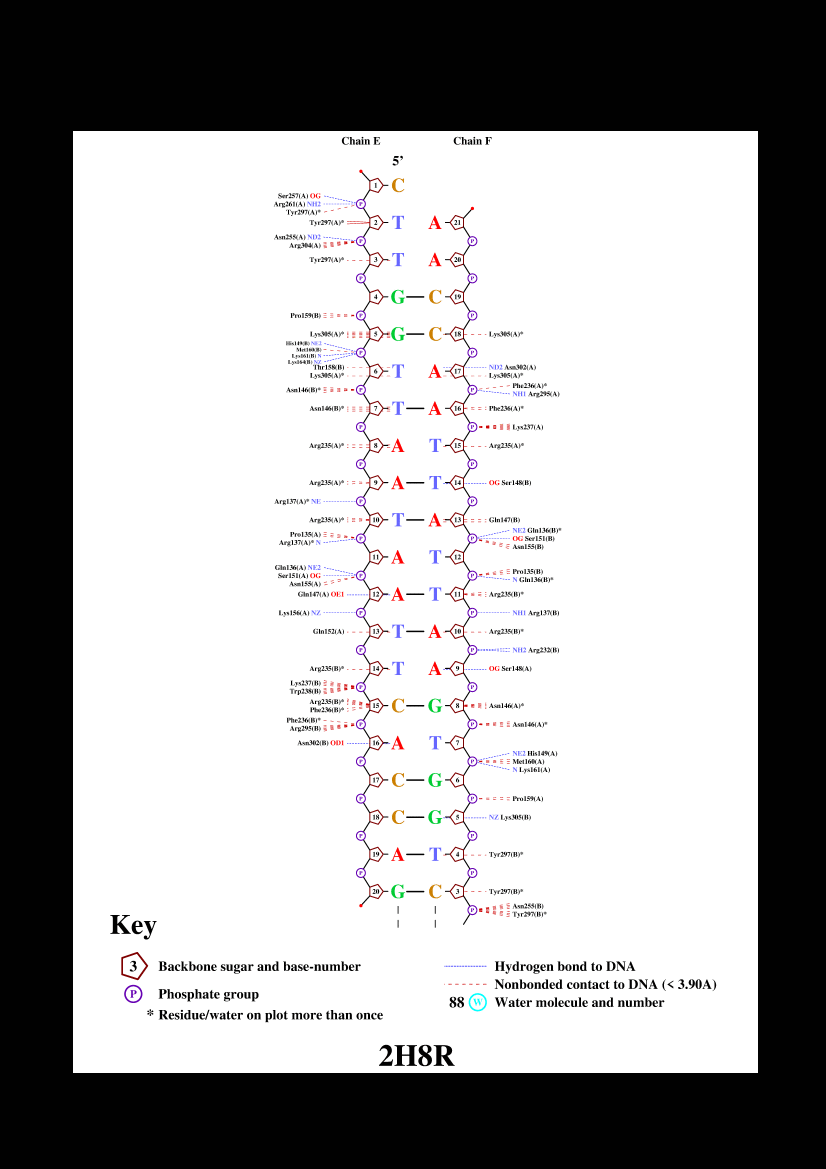 Chain E Chain F
5’
1 C
Ser257(A) OG
Arg261(A) NH2 P
Tyr297(A)*
Tyr297(A)* 2 T A 21
Asn255(A) ND2 P P
Arg304(A)
Tyr297(A)* 3 T A 20
P P
4 G C 19
Pro159(B) P P
Lys305(A)* 5 G C 18 Lys305(A)*
His149(B) NE2
Met160(B) P P
Lys161(B) N
Lys164(B) NZ
Thr158(B) 6 T A 17 ND2 Asn302(A)
Lys305(A)* Lys305(A)*
Asn146(B)* P P Phe236(A)*
NH1 Arg295(A)
Asn146(B)* 7 T A 16 Phe236(A)*
P P Lys237(A)
Arg235(A)* 8 A T 15 Arg235(A)*
P P
Arg235(A)* 9 A T 14 OG Ser148(B)
Arg137(A)* NE P P
Arg235(A)* 10 T A 13 Gln147(B)
NE2 Gln136(B)*
Pro135(A) P P OG Ser151(B)
Arg137(A)* N Asn155(B)
11 A T 12
Gln136(A) NE2 Pro135(B)
Ser151(A) OG P P N Gln136(B)*
Asn155(A)
Gln147(A) OE1 12 A T 11 Arg235(B)*
Lys156(A) NZ P P NH1 Arg137(B)
Gln152(A) 13 T A 10 Arg235(B)*
P P NH2 Arg232(B)
Arg235(B)* 14 T A 9 OG Ser148(A)
Lys237(B) P P
Trp238(B)
Arg235(B)* 15 C G 8 Asn146(A)*
Phe236(B)*
Phe236(B)* P P Asn146(A)*
Arg295(B)
Asn302(B) OD1 16 A T 7
NE2 His149(A)
P P Met160(A)
N Lys161(A)
17 C G 6
P P Pro159(A)
18 C G 5 NZ Lys305(B)
P P
19 A T 4 Tyr297(B)*
P P
20 G C 3 Tyr297(B)*
P Asn255(B)
Tyr297(B)*
Key
3 Backbone sugar and base-number
P Phosphate group
* Residue/water on plot more than once
Hydrogen bond to DNA
Nonbonded contact to DNA (< 3.90A)
88 W Water molecule and number
2H8R